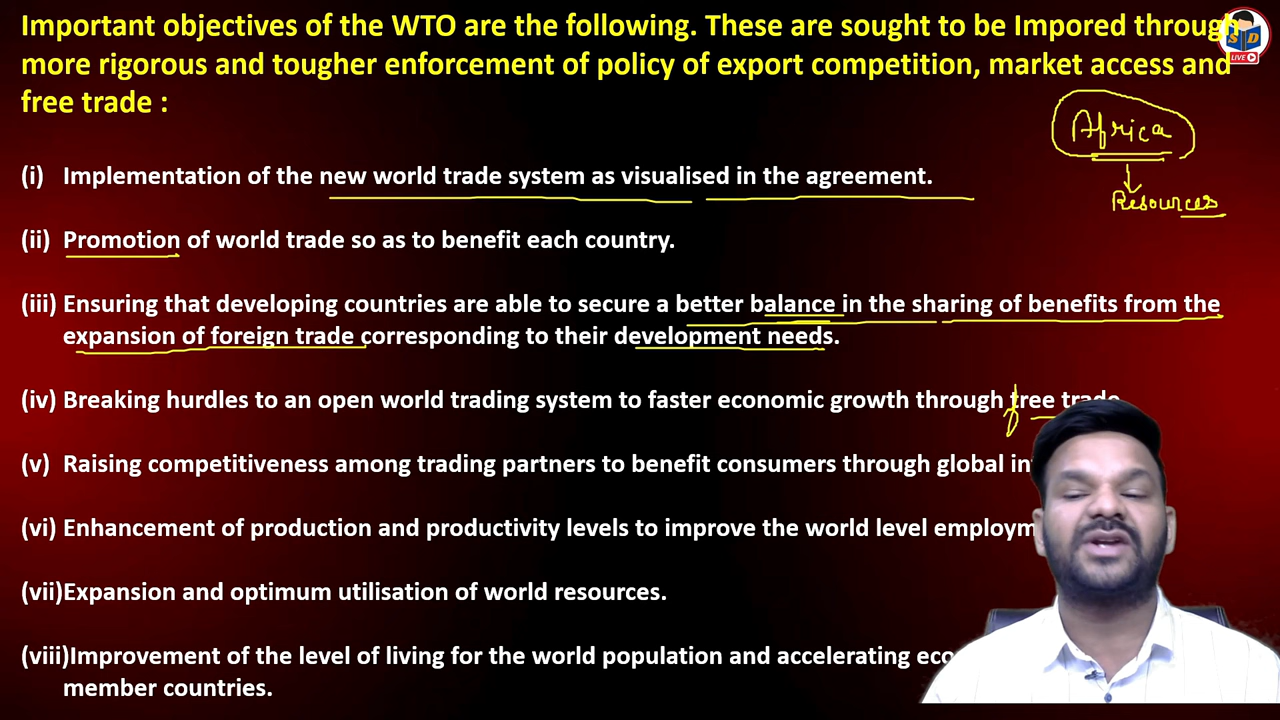 Important objectives of the WTO are the following. These are sought to be Impored through
more rigorous and tougher enforcement of policy of export competition, market access and
free trade :
SD
LIVE
Africa
Resources
(i) Implementation of the new world trade system as visualised in the agreement.
(ii) Promotion of world trade so as to benefit each country.
(iii) Ensuring that developing countries are able to secure a better balance in the sharing of benefits from the
expansion of foreign trade corresponding to their development needs.
(iv) Breaking hurdles to an open world trading system to faster economic growth through free trade
(v) Raising competitiveness among trading partners to benefit consumers through global
(vi) Enhancement of production and productivity levels to improve the world level
(vii)Expansion and optimum utilisation of world resources.
(viii)Improvement of the level of living for the world population and accelerating
member countries.